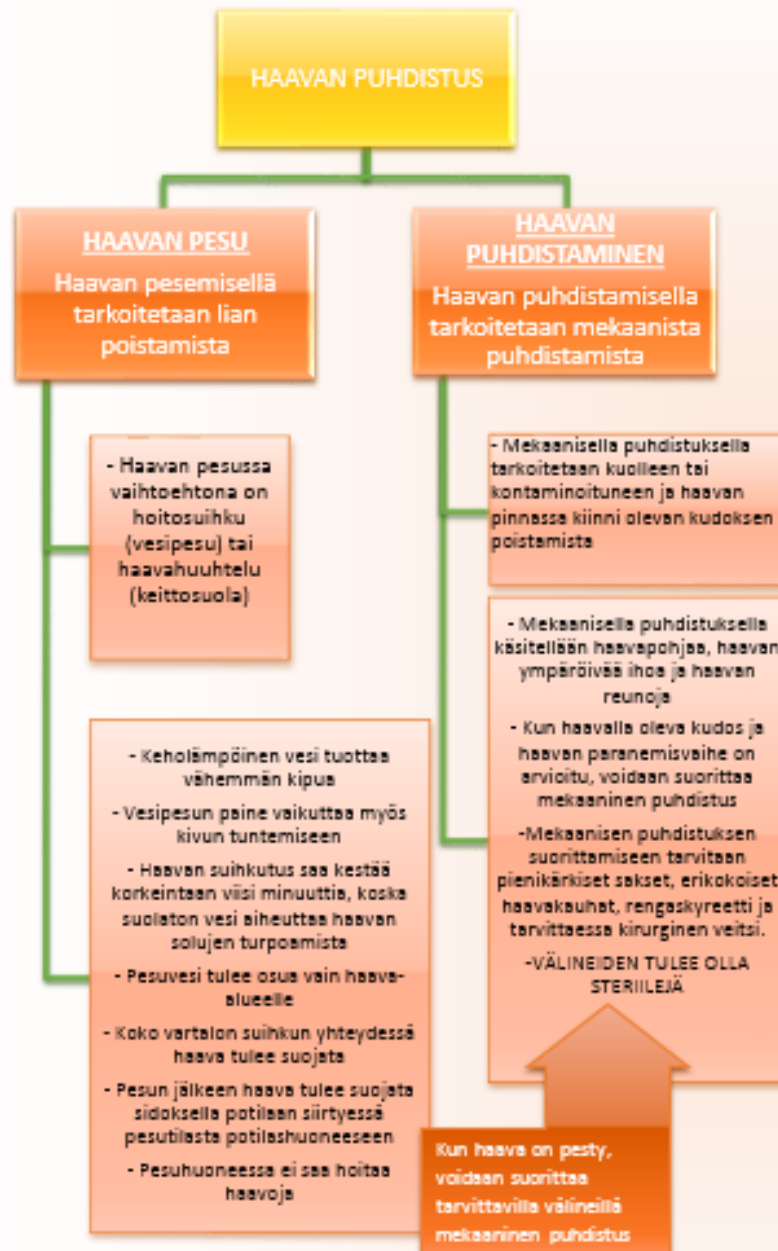 HAAVAN PUHDISTUS
HAAVAN PESU
Haavan pesemisellä
tarkoitetaan lian
poistamista
- Haavan pesussa
vaihtoehtona on
hoitosuihku
(vesipesu) tai
haavahuuhtelu
(keittosuola)
- Keholämpöinen vesi tuottaa
vähemmän kipua
- Vesipesun paine vaikuttaa myös
kivun tuntemiseen
- Haavan suihkutus saa kestää
korkeintaan viisi minuuttia, koska
suolaton vesi aiheuttaa haavan
solujen turpoamista
- Pesuvesi tulee osua vain haava-
alueelle
- Koko vartalon suihkun yhteydessä
haava tulee suojata
- Pesun jälkeen haava tulee suojata
sidoksella potilaan siirtyessä
pesutilasta potilashuoneeseen
- Pesuhuoneessa ei saa hoitaa
haavoja
HAAVAN
PUHDISTAMINEN
Haavan puhdistamisella
tarkoitetaan mekaanista
puhdistamista
- Mekaanisella puhdistuksella
tarkoitetaan kuolleen tai
kontaminoituneen ja haavan
pinnassa kiinni olevan kudoksen
poistamista
- Mekaanisella puhdistuksella
käsitellään haavapohjaa, haavan
ympäröivää ihoa ja haavan
reunoja
- Kun haavalla oleva kudos ja
haavan paranemisvaihe on
arvioitu, voidaan suorittaa
mekaaninen puhdistus
-Mekaanisen puhdistuksen
suorittamiseen tarvitaan
pienikärkiset sakset, erikokoiset
haavakauhat, rengaskyreetti ja
tarvittaessa kirurginen veitsi.
-VÄLINEIDEN TULEE OLLA
STERIILEJÄ
Kun haava on pesty,
voidaan suorittaa
tarvittavilla välineillä
mekaaninen puhdistus